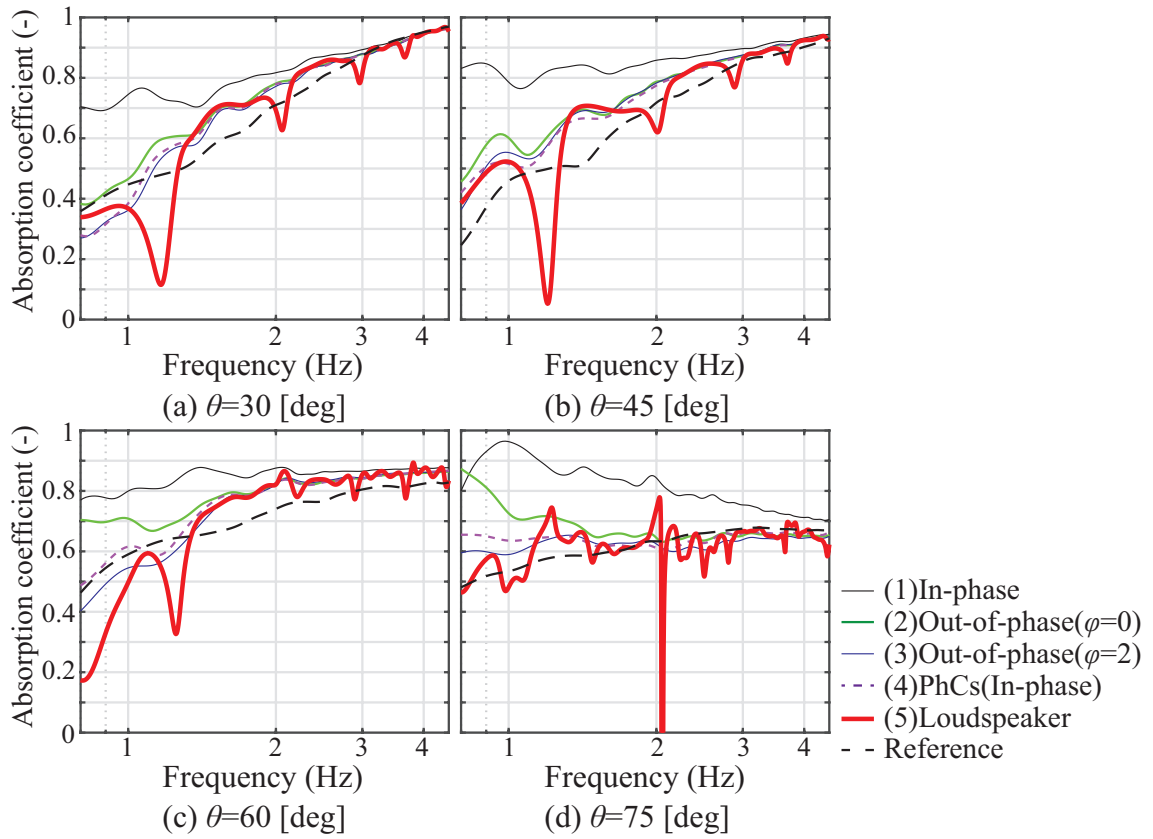 Absorption coefficient (-)
1
0.8
0.6
0.4
0.2
0
1
2
3
4
Frequency (Hz)
(a) θ=30 [deg]
1
2
3
4
Frequency (Hz)
(b) θ=45 [deg]
Absorption coefficient (-)
1
0.8
0.6
0.4
0.2
0
1
2
3
4
Frequency (Hz)
(c) θ=60 [deg]
1
2
3
4
Frequency (Hz)
(d) θ=75 [deg]
(1)In-phase
(2)Out-of-phase(φ=0)
(3)Out-of-phase(φ=2)
(4)PhCs(In-phase)
(5)Loudspeaker
Reference